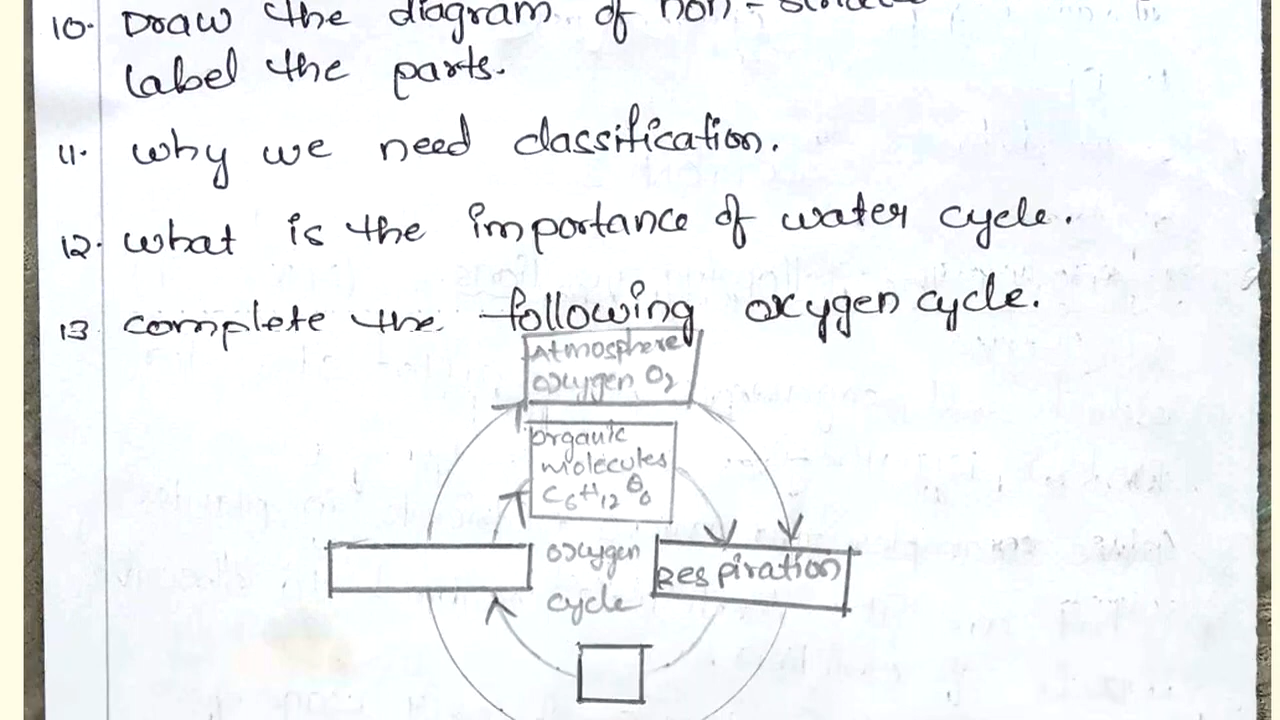 10. Draw the diagram of non-
label the parts.
11. why we need classification.
12. what is the importance of water cycle.
13 complete the following oxygen cycle.
Atmosphere
oxygen O2
organic
molecules
C6H12O6
oxygen
cycle
Respiration